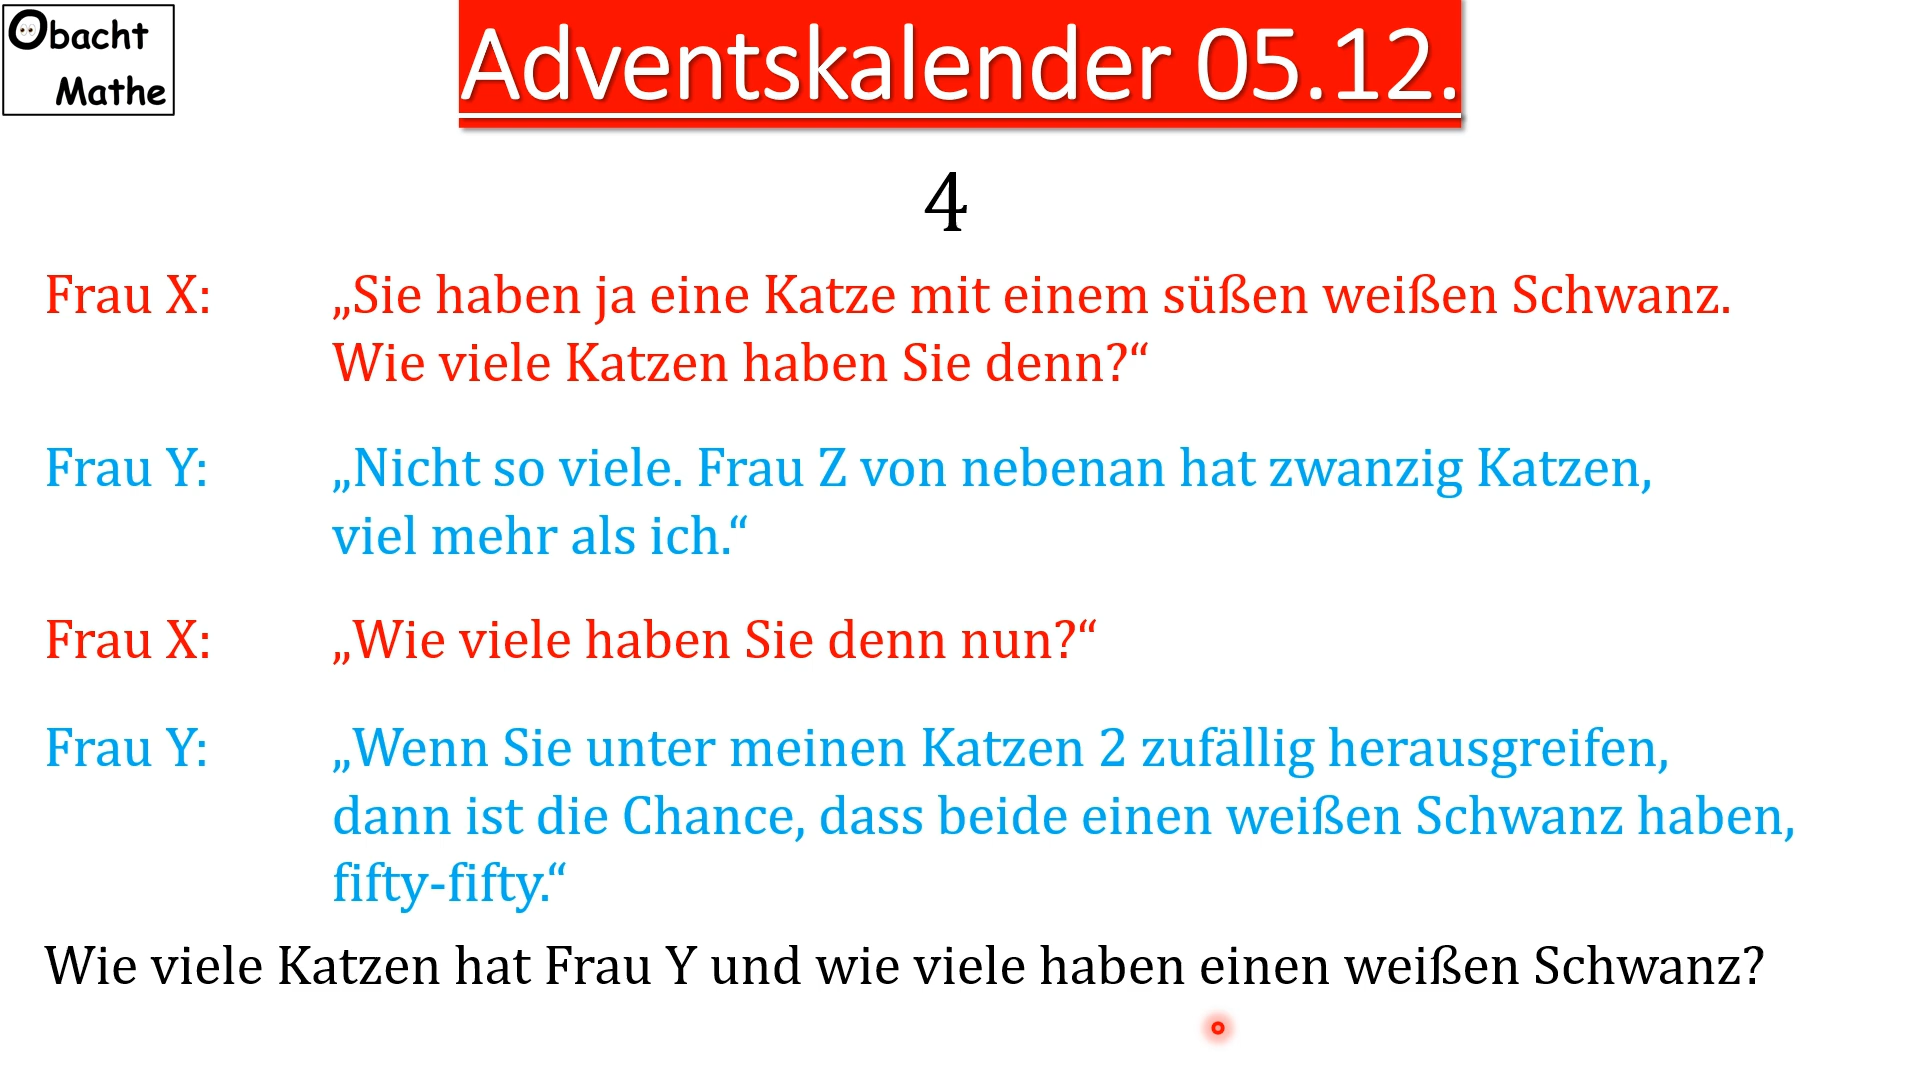 Obacht
Mathe
Adventskalender 05.12.
4
Frau X: „Sie haben ja eine Katze mit einem süßen weißen Schwanz.
Wie viele Katzen haben Sie denn?“
Frau Y: „Nicht so viele. Frau Z von nebenan hat zwanzig Katzen,
viel mehr als ich.“
Frau X: „Wie viele haben Sie denn nun?“
Frau Y: „Wenn Sie unter meinen Katzen 2 zufällig herausgreifen,
dann ist die Chance, dass beide einen weißen Schwanz haben,
fifty-fifty.“
Wie viele Katzen hat Frau Y und wie viele haben einen weißen Schwanz?